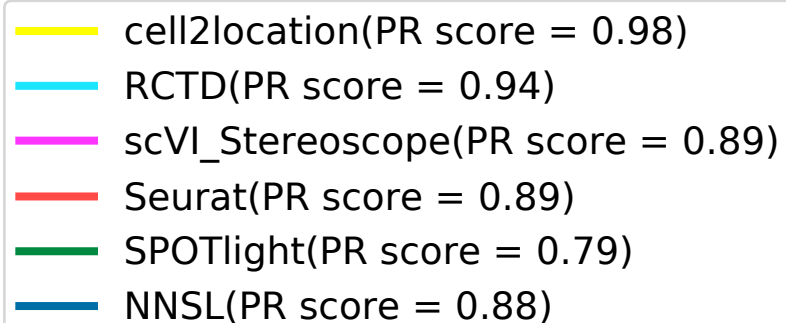 cell2location(PR score = 0.98)
RCTD(PR score = 0.94)
scVI_Stereoscope(PR score = 0.89)
Seurat(PR score = 0.89)
SPOTlight(PR score = 0.79)
NNSL(PR score = 0.88)